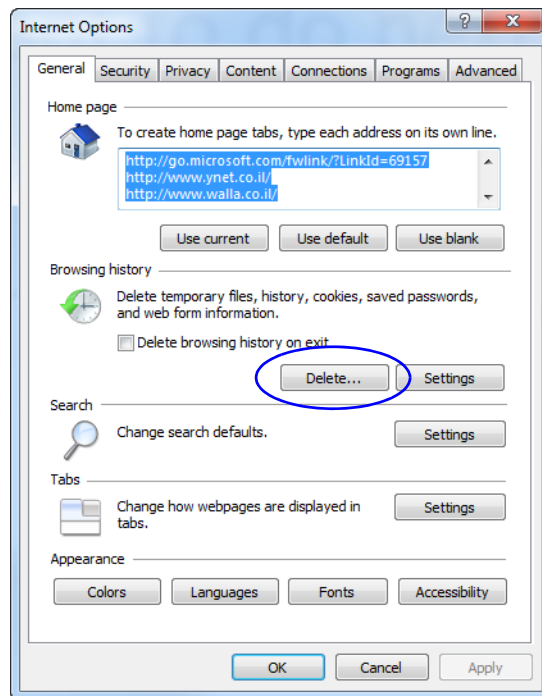 Internet Options
General Security Privacy Content Connections Programs Advanced
Home page
To create home page tabs, type each address on its own line.
http://go.microsoft.com/fwlink/?LinkId=69157
http://www.ynet.co.il/
http://www.walla.co.il/
Use current Use default Use blank
Browsing history
Delete temporary files, history, cookies, saved passwords,
and web form information.
Delete browsing history on exit
Delete... Settings
Search
Change search defaults.
Settings
Tabs
Change how webpages are displayed in
tabs.
Settings
Appearance
Colors Languages Fonts Accessibility
OK Cancel Apply